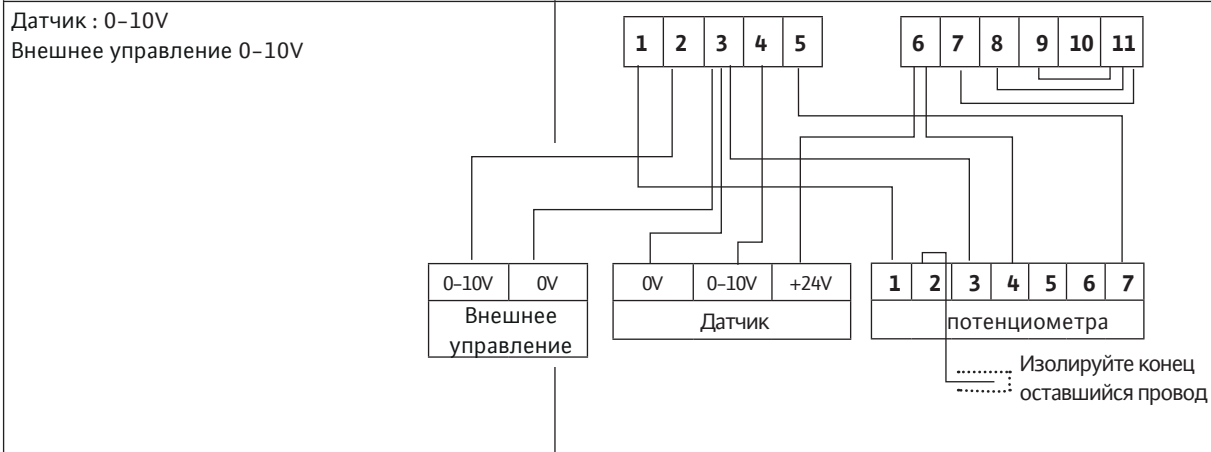 Датчик : 0–10V
Внешнее управление 0–10V
1 2 3 4 5
6 7 8 9 10 11
0–10V 0V
Внешнее
управление
0V 0–10V +24V
Датчик
1 2 3 4 5 6 7
потенциометра
Изолируйте конец
оставшийся провод